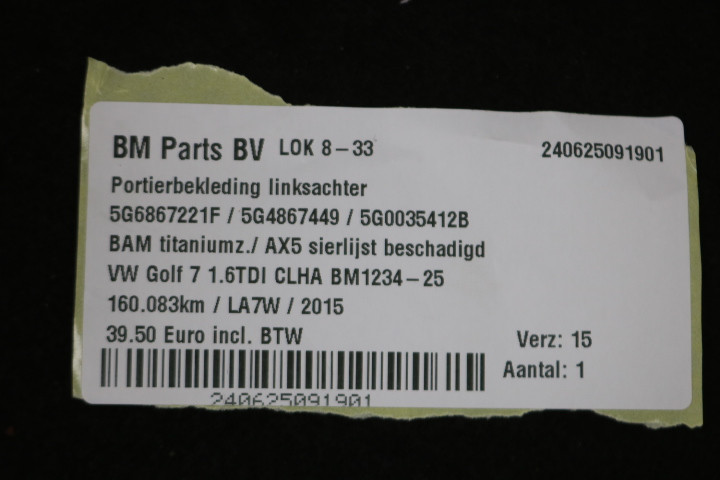 BM Parts BV LOK 8-33 240625091901
Portierbekleding linksachter
5G6867221F / 5G4867449 / 5G0035412B
BAM titaniumz./ AX5 sierlijst beschadigd
VW Golf 7 1.6TDI CLHA BM1234-25
160.083km / LA7W / 2015
39.50 Euro incl. BTW Verz: 15
Aantal: 1
240625091901